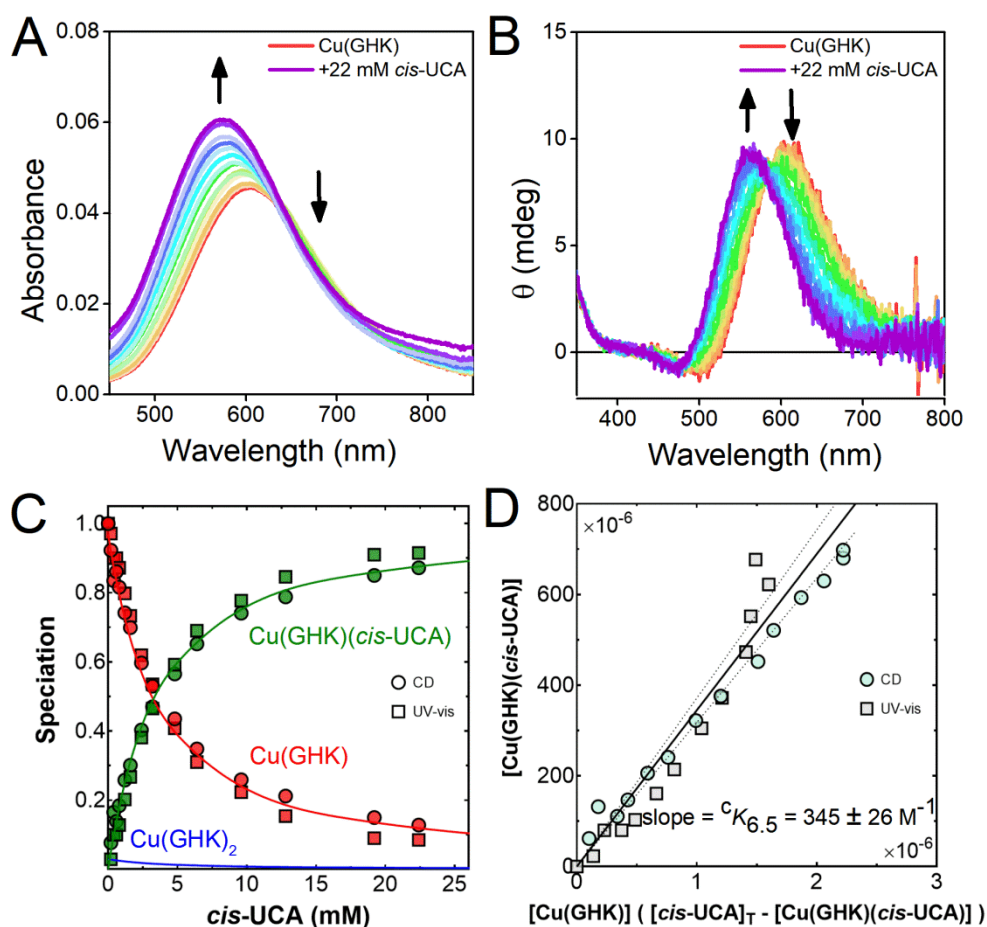 A
Cu(GHK)
+22 mM cis-UCA
0.08
0.06
0.04
0.02
0.00
Absorbance
500 600 700 800
Wavelength (nm)
B
Cu(GHK)
+22 mM cis-UCA
15
10
5
0
θ (mdeg)
400 500 600 700 800
Wavelength (nm)
C
1.0
0.8
0.6
0.4
0.2
Speciation
Cu(GHK)(cis-UCA)
CD
UV-vis
Cu(GHK)
Cu(GHK)₂
0 5 10 15 20 25
cis-UCA (mM)
D
800
600
400
200
0
×10⁻⁶
[Cu(GHK)(cis-UCA)]
CD
UV-vis
slope = ᶜK₆.₅ = 345 ± 26 M⁻¹
×10⁻⁶
0 1 2 3
[Cu(GHK)] ( [cis-UCA]T - [Cu(GHK)(cis-UCA)] )